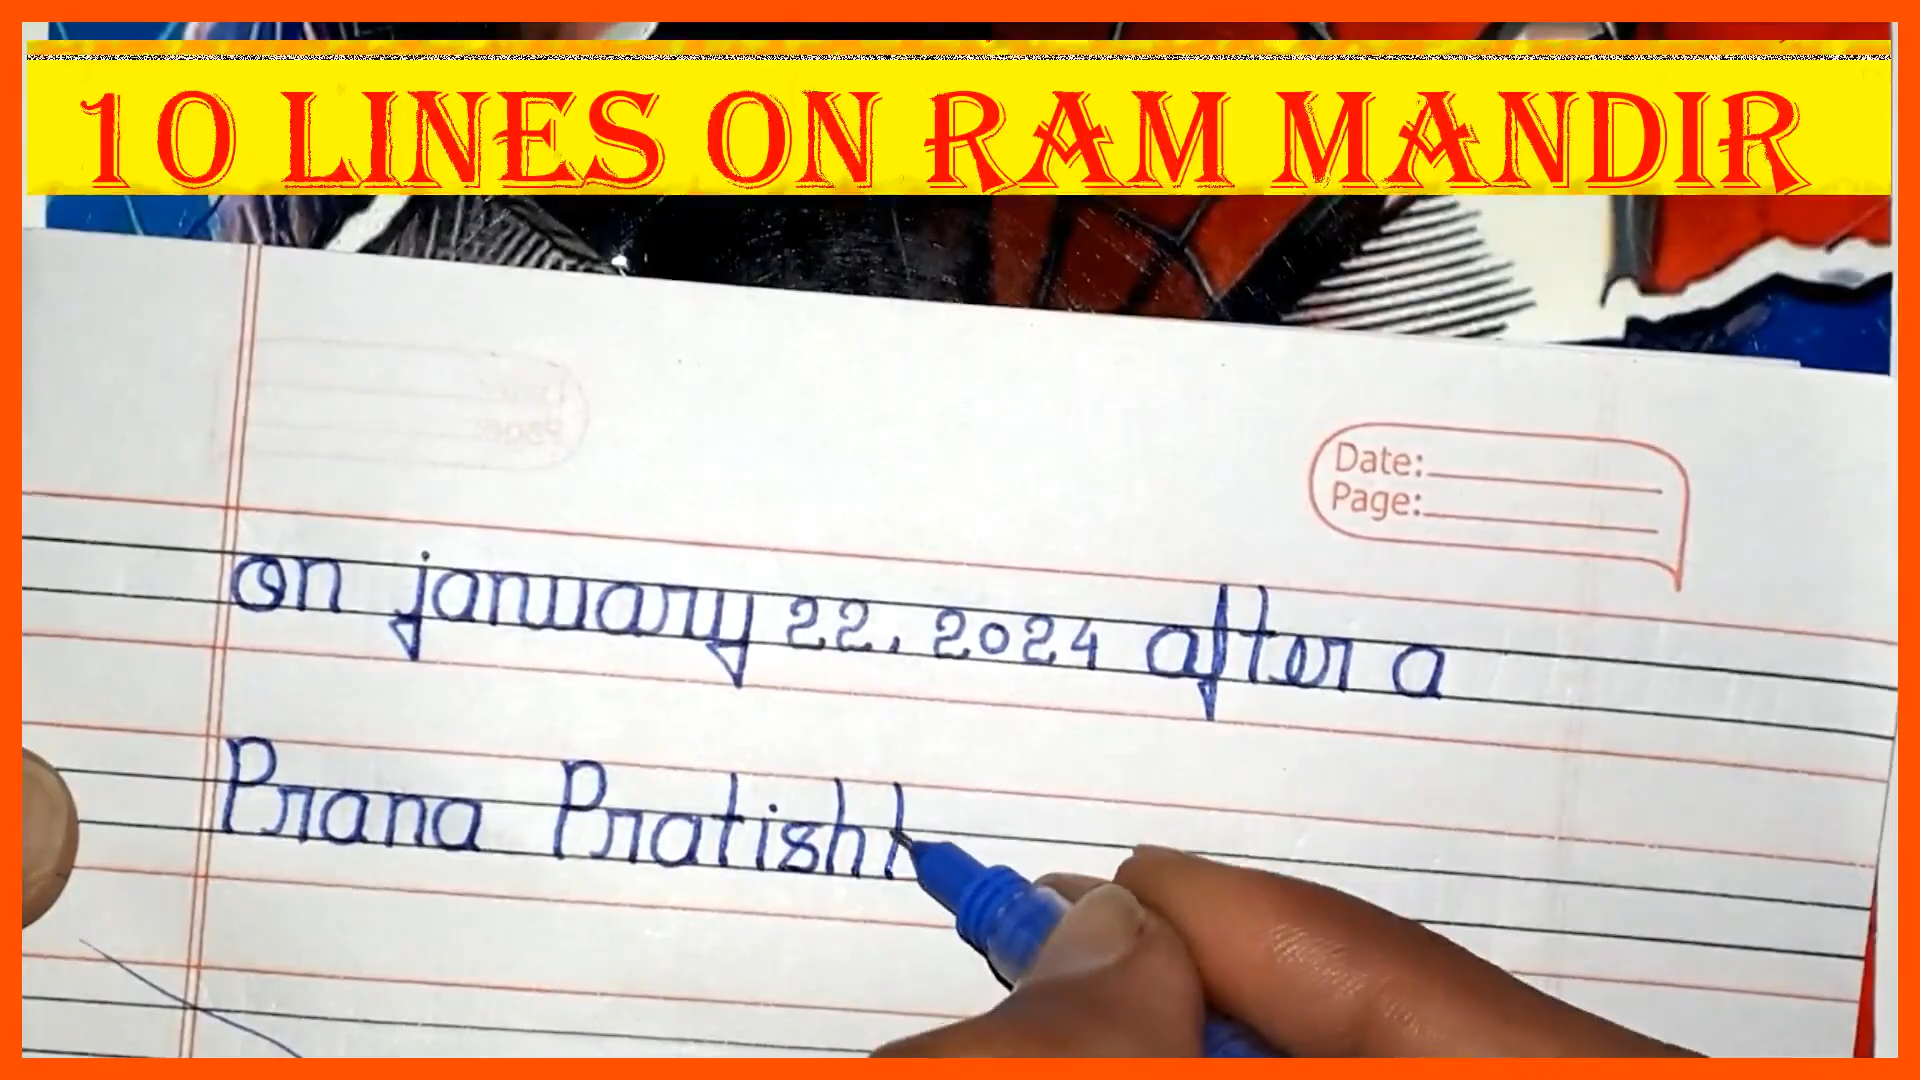 10 LINES ON RAM MANDIR
Date:
Page:
on january 22, 2024 after a
Prana Pratisht